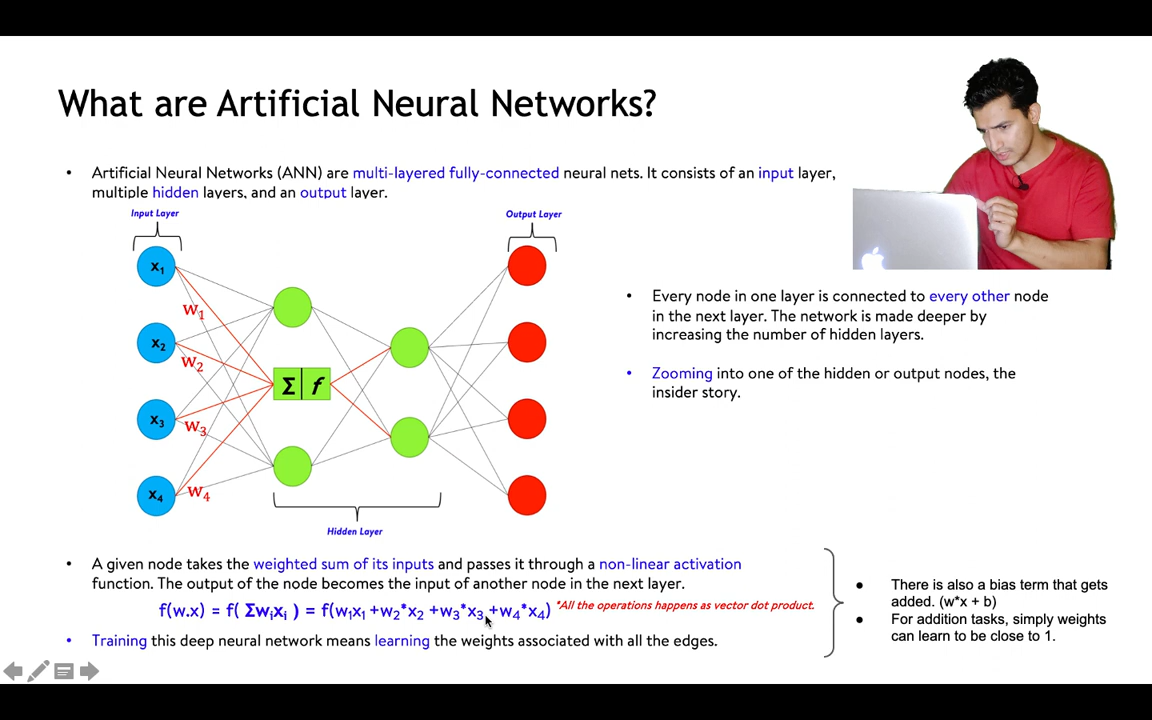 What are Artificial Neural Networks?
• Artificial Neural Networks (ANN) are multi-layered fully-connected neural nets. It consists of an input layer,
multiple hidden layers, and an output layer.
Input Layer
Output Layer
x1
x2
x3
x4
w1
w2
w3
w4
Σ f
Hidden Layer
• Every node in one layer is connected to every other node
in the next layer. The network is made deeper by
increasing the number of hidden layers.
• Zooming into one of the hidden or output nodes, the
insider story.
• A given node takes the weighted sum of its inputs and passes it through a non-linear activation
function. The output of the node becomes the input of another node in the next layer.
f(w.x) = f( Σwixi ) = f(w1x1 +w2*x2 +w3*x3 +w4*x4) *All the operations happens as vector dot product.
• Training this deep neural network means learning the weights associated with all the edges.
● There is also a bias term that gets
added. (w*x + b)
● For addition tasks, simply weights
can learn to be close to 1.